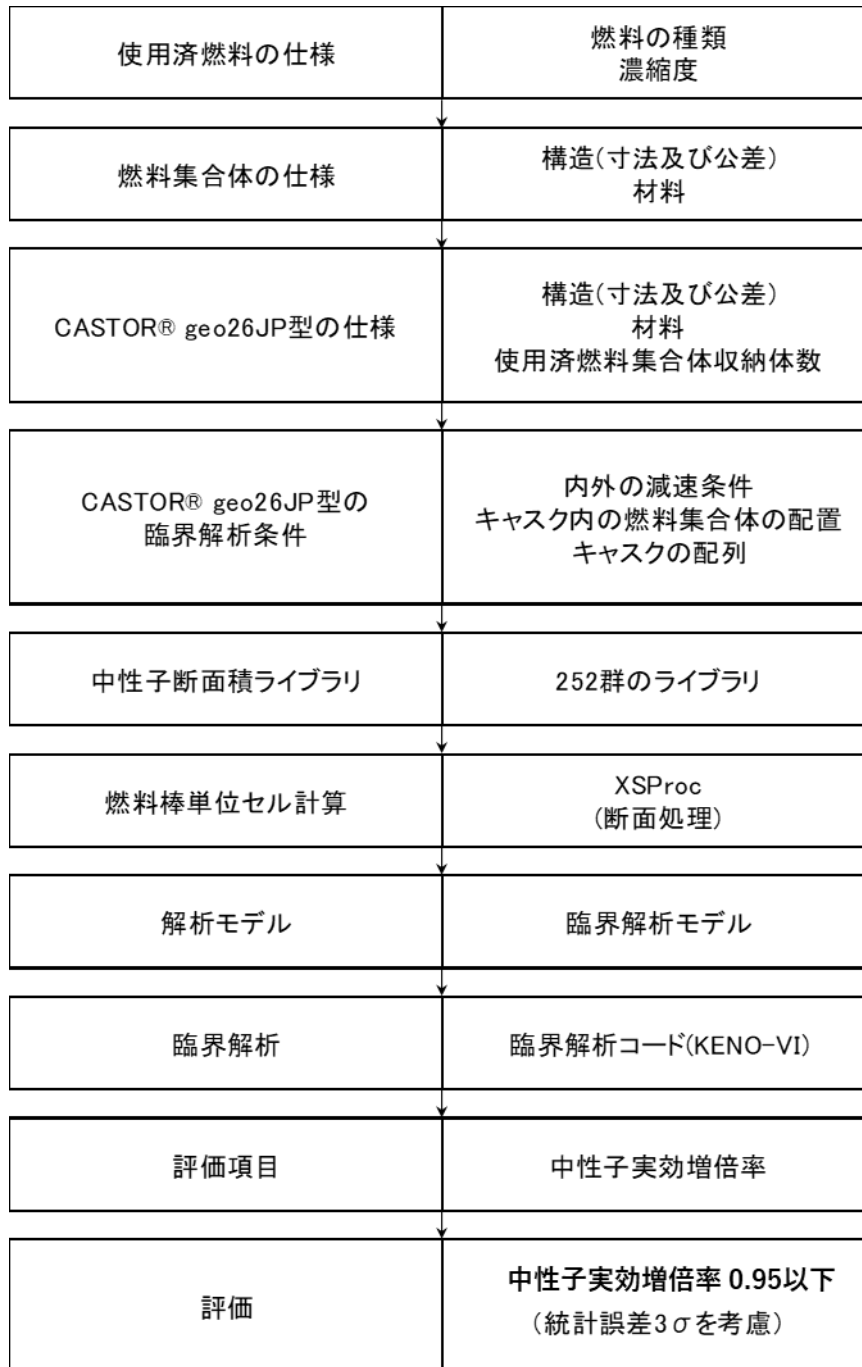 使用済燃料の仕様
燃料の種類
濃縮度
燃料集合体の仕様
構造(寸法及び公差)
材料
CASTOR® geo26JP型の仕様
構造(寸法及び公差)
材料
使用済燃料集合体収納体数
CASTOR® geo26JP型の
臨界解析条件
内外の減速条件
キャスク内の燃料集合体の配置
キャスクの配列
中性子断面積ライブラリ
252群のライブラリ
燃料棒単位セル計算
XSProc
(断面処理)
解析モデル
臨界解析モデル
臨界解析
臨界解析コード(KENO-VI)
評価項目
中性子実効増倍率
評価
中性子実効増倍率 0.95以下
（統計誤差3σを考慮）